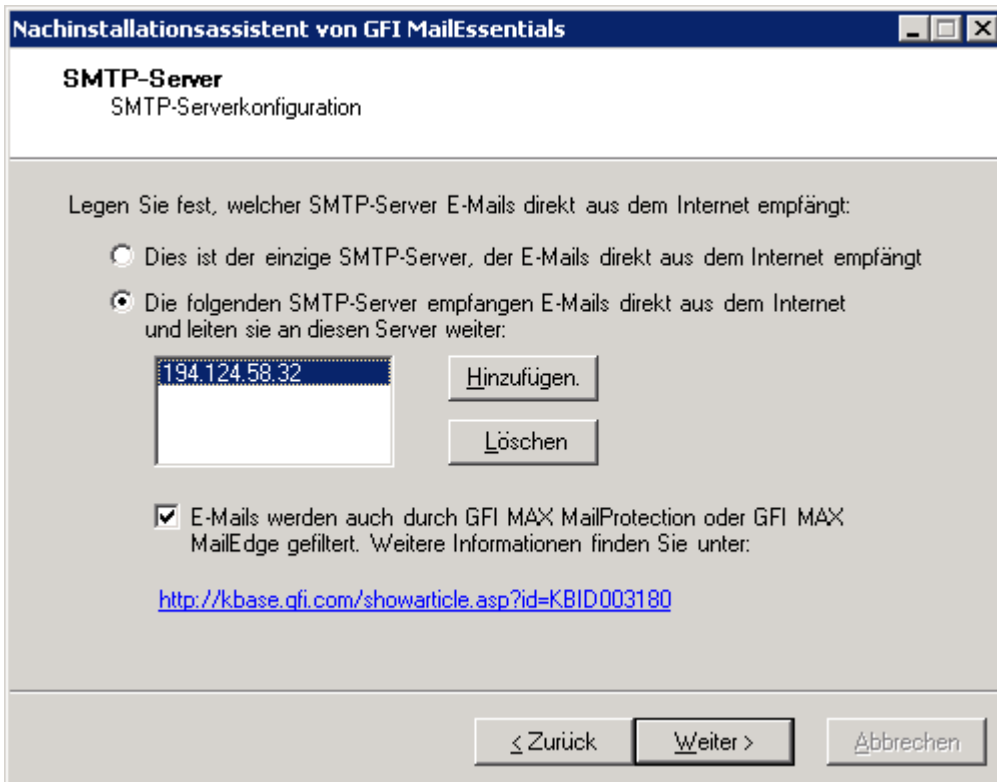 Nachinstallationsassistent von GFI MailEssentials
SMTP-Server
SMTP-Serverkonfiguration
Legen Sie fest, welcher SMTP-Server E-Mails direkt aus dem Internet empfängt:
Dies ist der einzige SMTP-Server, der E-Mails direkt aus dem Internet empfängt
Die folgenden SMTP-Server empfangen E-Mails direkt aus dem Internet
und leiten sie an diesen Server weiter:
194.124.58.32
Hinzufügen.
Löschen
E-Mails werden auch durch GFI MAX MailProtection oder GFI MAX
MailEdge gefiltert. Weitere Informationen finden Sie unter:
http://kbase.gfi.com/showarticle.asp?id=KBID003180
< Zurück
Weiter >
Abbrechen